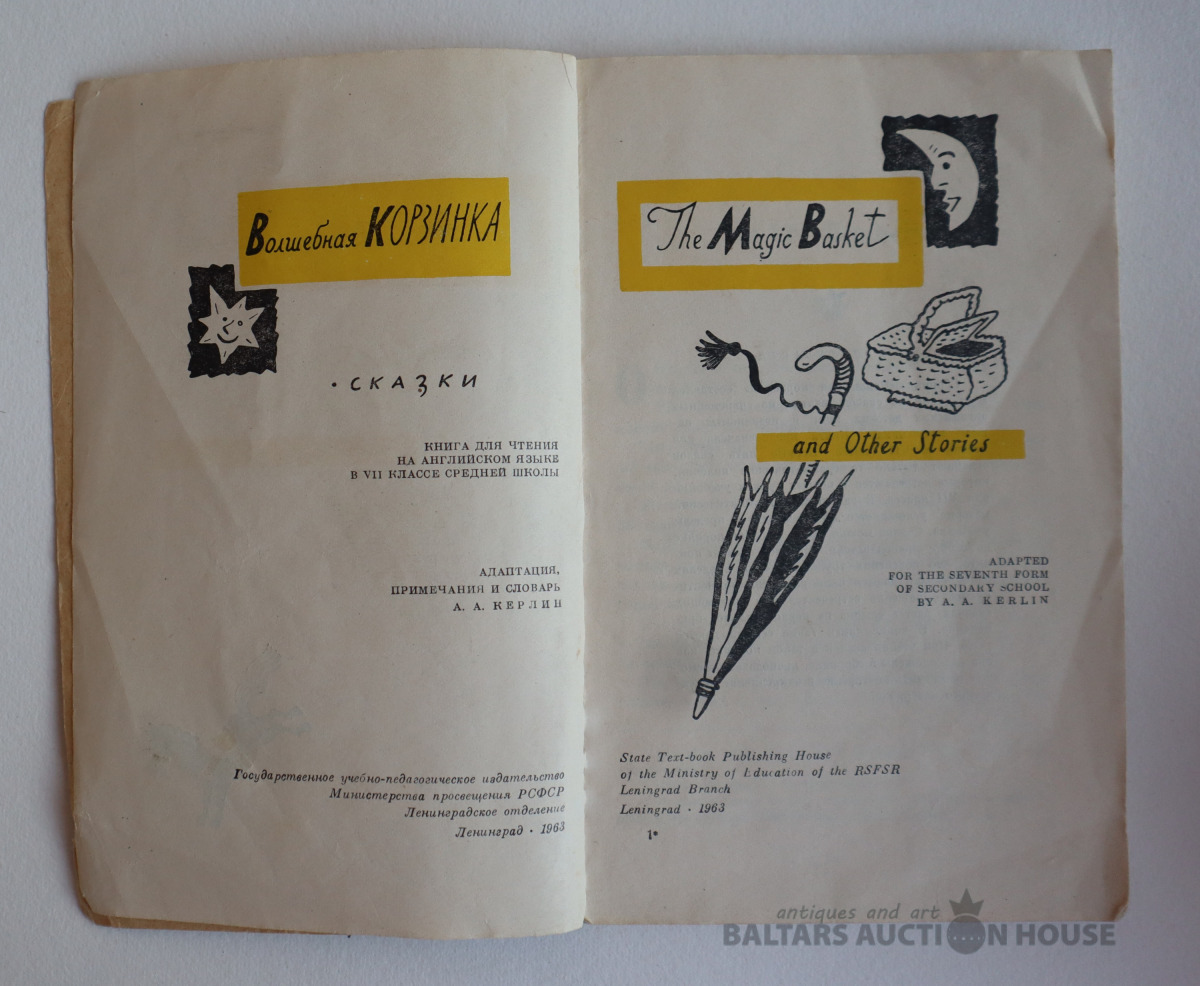 Волшебная КОРЗИНКА
• СКАЗКИ
КНИГА ДЛЯ ЧТЕНИЯ
НА АНГЛИЙСКОМ ЯЗЫКЕ
В VII КЛАССЕ СРЕДНЕЙ ШКОЛЫ
АДАПТАЦИЯ,
ПРИМЕЧАНИЯ И СЛОВАРЬ
А. А. КЕРЛИН
Государственное учебно-педагогическое издательство
Министерства просвещения РСФСР
Ленинградское отделение
Ленинград • 1963
The Magic Basket
and Other Stories
ADAPTED
FOR THE SEVENTH FORM
OF SECONDARY SCHOOL
BY A. A. KERLIN
State Text-book Publishing House
of the Ministry of Education of the RSFSR
Leningrad Branch
Leningrad • 1963
1*
antiques and art
BALTARS AUCTION HOUSE